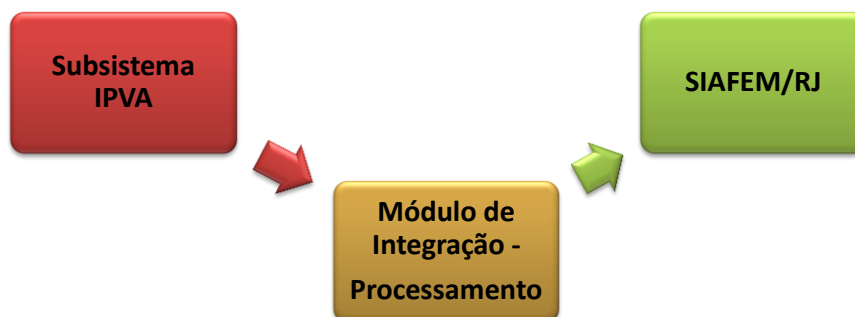 Subsistema
IPVA
SIAFEM/RJ
Módulo de
Integração -
Processamento